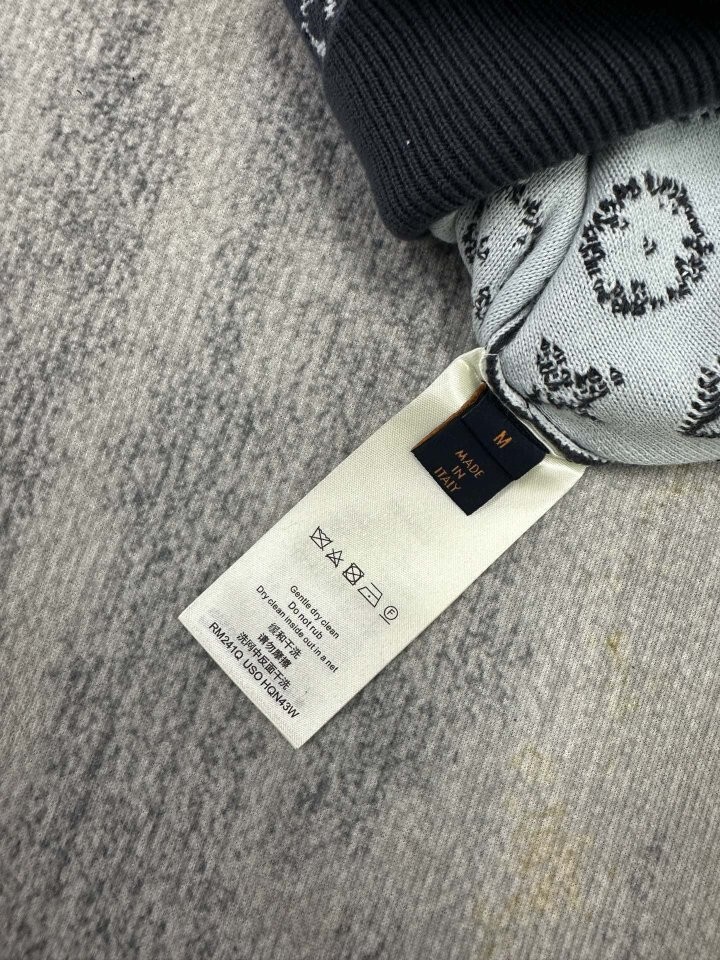 M
MADE
IN
ITALY
Gentle dry clean
Do not rub
Dry clean inside out in a net
缓和干洗
请勿摩擦
洗河中反面干洗
RM241Q USO HQN43W